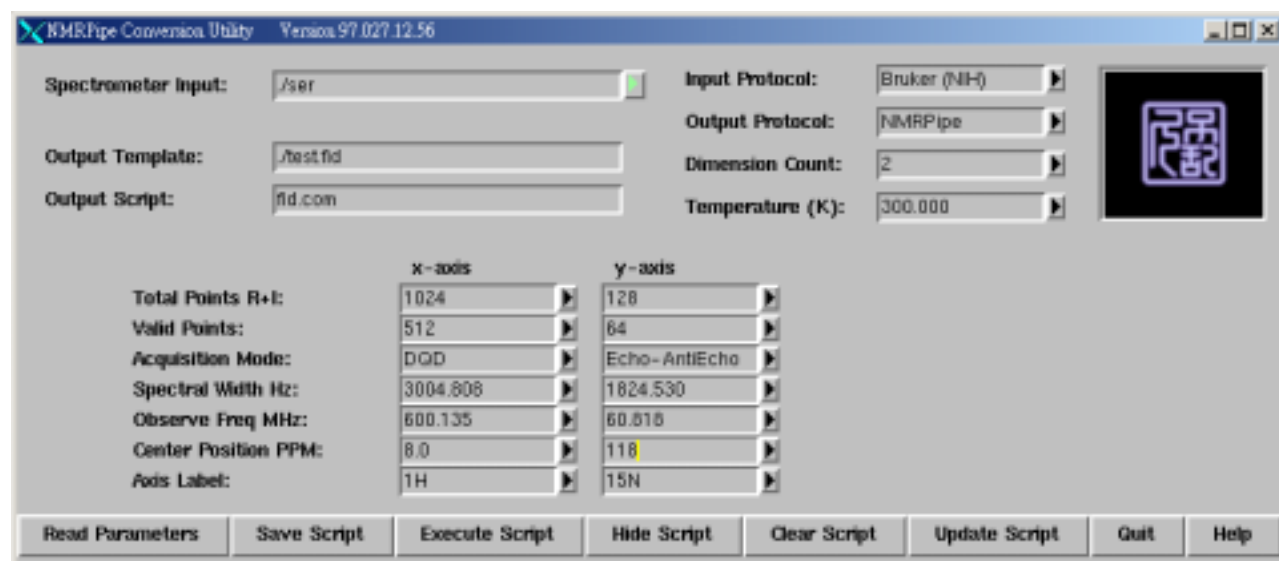 NMRPipe Conversion Utility Version 97.027.12.56
Spectrometer Input: ./ser
Input Protocol: Bruker (NIH)
Output Protocol: NMRPipe
Output Template: ./test.fid
Dimension Count: 2
Output Script: fid.com
Temperature (K): 300.000
x-axis y-axis
Total Points R+I: 1024 128
Valid Points: 512 64
Acquisition Mode: DQD Echo-AntiEcho
Spectral Width Hz: 3004.808 1824.530
Observe Freq MHz: 600.135 60.818
Center Position PPM: 8.0 118
Axis Label: 1H 15N
Read Parameters Save Script Execute Script Hide Script Clear Script Update Script Quit Help